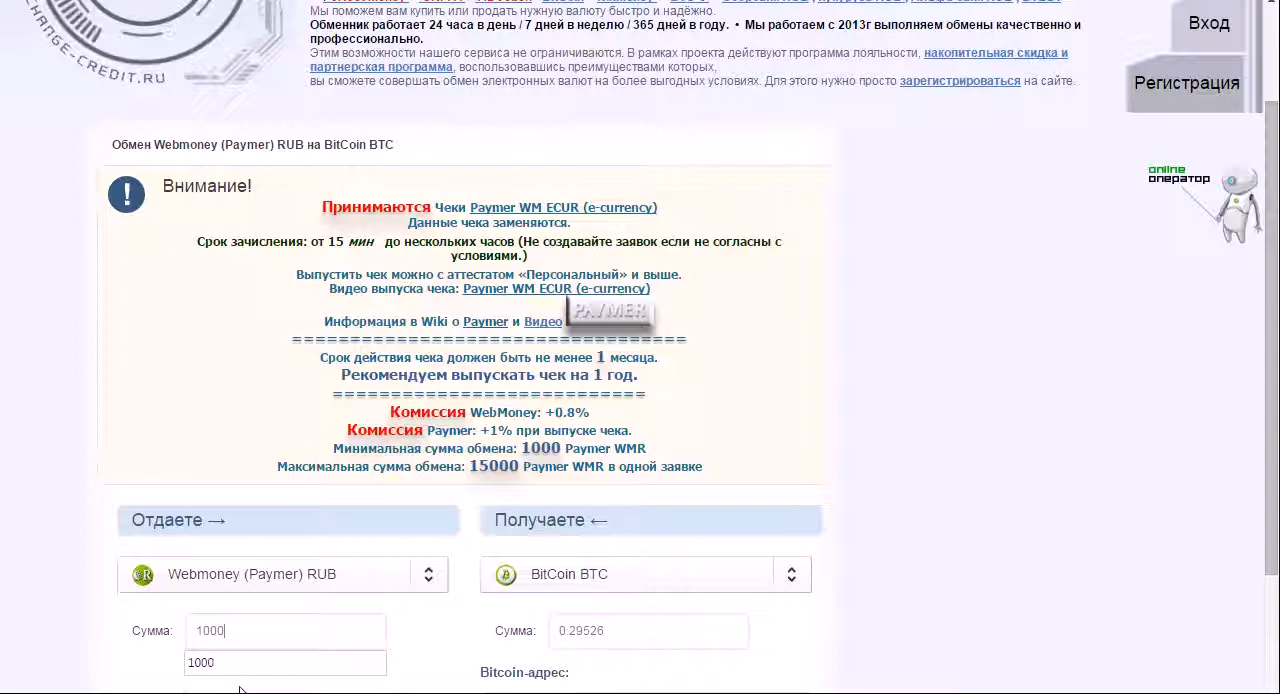 CHANGE-CREDIT.RU
Мы поможем вам купить или продать нужную валюту быстро и надёжно
Обменник работает 24 часа в день / 7 дней в неделю / 365 дней в году. • Мы работаем с 2013г выполняем обмены качественно и
профессионально.
Этим возможности нашего сервиса не ограничиваются. В рамках проекта действуют программа лояльности, накопительная скидка и
партнерская программа, воспользовавшись преимуществами которых,
вы сможете совершать обмен электронных валют на более выгодных условиях. Для этого нужно просто зарегистрироваться на сайте.
Вход
Регистрация
online
оператор
Обмен Webmoney (Paymer) RUB на BitCoin BTC
Внимание!
Принимаются Чеки Paymer WM ECUR (e-currency)
Данные чека заменяются.
Срок зачисления: от 15 мин до нескольких часов (Не создавайте заявок если не согласны с
условиями.)
Выпустить чек можно с аттестатом «Персональный» и выше.
Видео выпуска чека: Paymer WM ECUR (e-currency)
Информация в Wiki о Paymer и Видео PAYMER
==================================
Срок действия чека должен быть не менее 1 месяца.
Рекомендуем выпускать чек на 1 год.
===========================
Комиссия WebMoney: +0.8%
Комиссия Paymer: +1% при выпуске чека.
Минимальная сумма обмена: 1000 Paymer WMR
Максимальная сумма обмена: 15000 Paymer WMR в одной заявке
Отдаете →
Получаете ←
Webmoney (Paymer) RUB
BitCoin BTC
Сумма: 1000
Сумма: 0.29526
1000
Bitcoin-адрес: